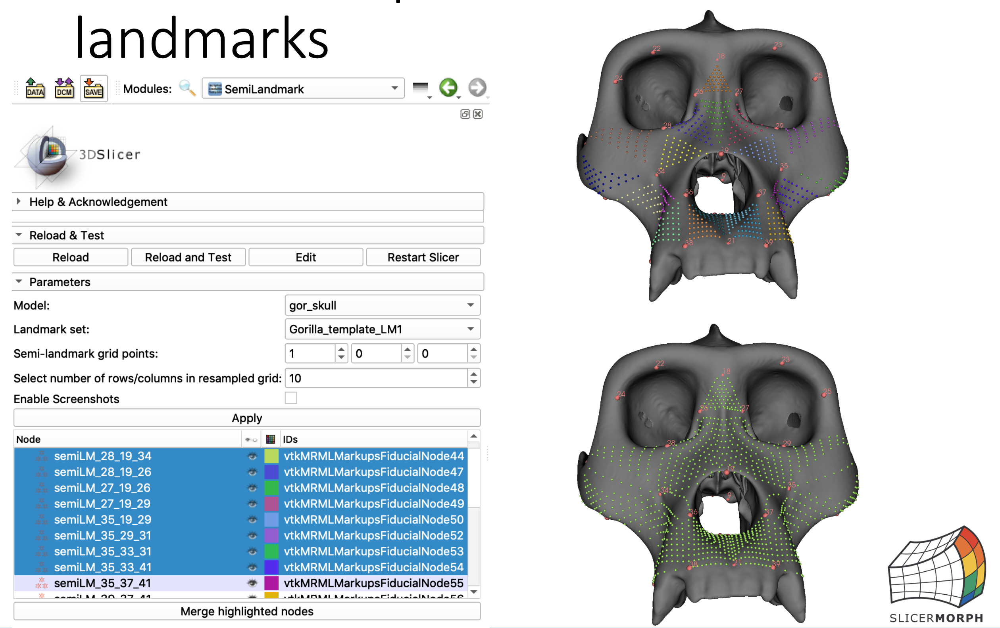 landmarks
DATA
DCM
SAVE
Modules:
SemiLandmark
3DSlicer
Help & Acknowledgement
Reload & Test
Reload
Reload and Test
Edit
Restart Slicer
Parameters
Model:
gor_skull
Landmark set:
Gorilla_template_LM1
Semi-landmark grid points:
1
0
0
Select number of rows/columns in resampled grid:
10
Enable Screenshots
Apply
Node
IDs
semiLM_28_19_34 vtkMRMLMarkupsFiducialNode44
semiLM_28_19_26 vtkMRMLMarkupsFiducialNode47
semiLM_27_19_26 vtkMRMLMarkupsFiducialNode48
semiLM_27_19_29 vtkMRMLMarkupsFiducialNode49
semiLM_35_19_29 vtkMRMLMarkupsFiducialNode50
semiLM_35_29_31 vtkMRMLMarkupsFiducialNode52
semiLM_35_33_31 vtkMRMLMarkupsFiducialNode53
semiLM_35_33_41 vtkMRMLMarkupsFiducialNode54
semiLM_35_37_41 vtkMRMLMarkupsFiducialNode55
Merge highlighted nodes
22
23
18
24
25
26
27
28
29
19
34
35
9
36
37
38
21
39
22
23
18
24
25
26
27
28
29
19
34
35
9
36
37
38
21
39
SLICERMORPH